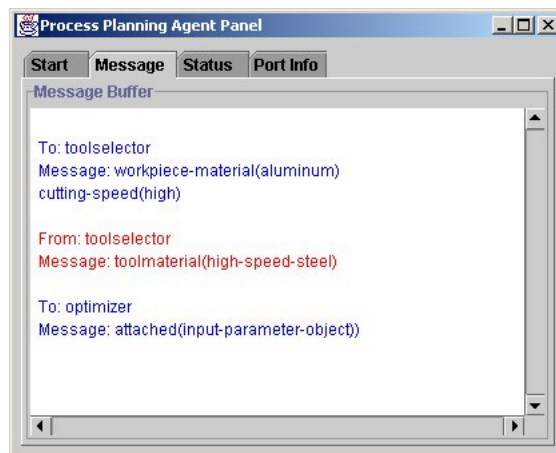 Process Planning Agent Panel
Start Message Status Port Info
Message Buffer
To: toolselector
Message: workpiece-material(aluminum)
cutting-speed(high)
From: toolselector
Message: toolmaterial(high-speed-steel)
To: optimizer
Message: attached(input-parameter-object))